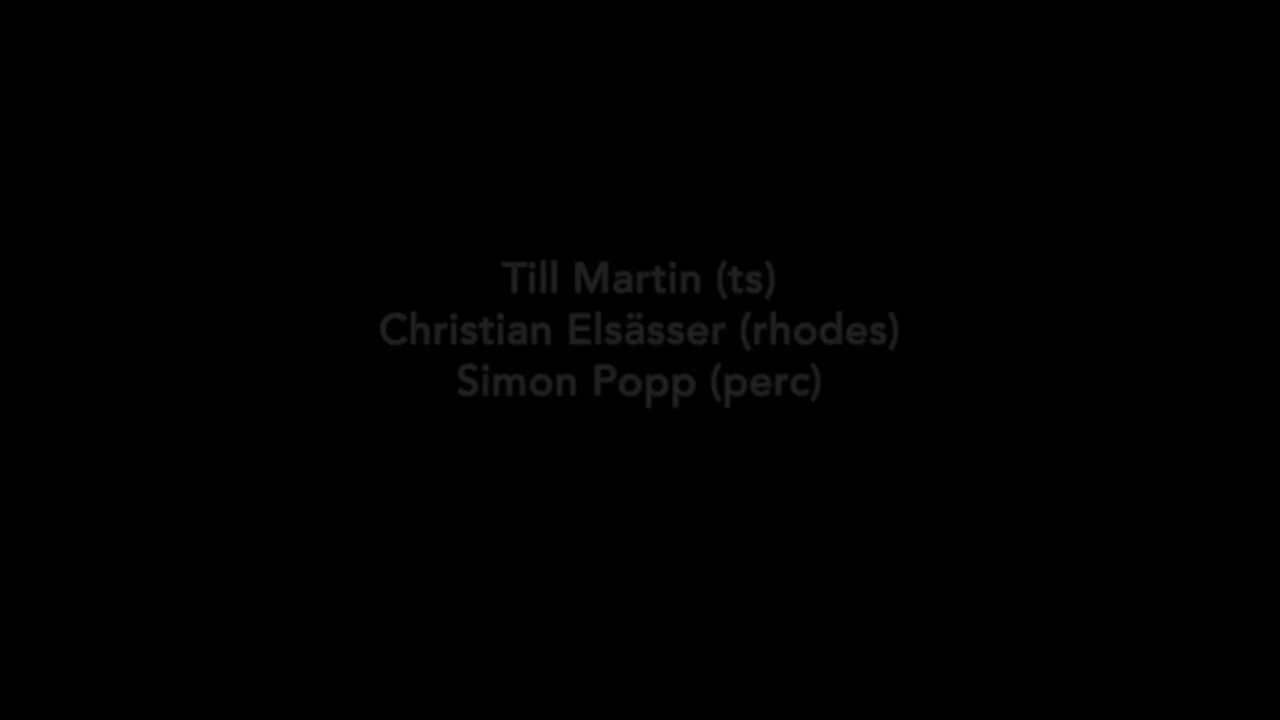 Till Martin (ts)
Christian Elsässer (rhodes)
Simon Popp (perc)